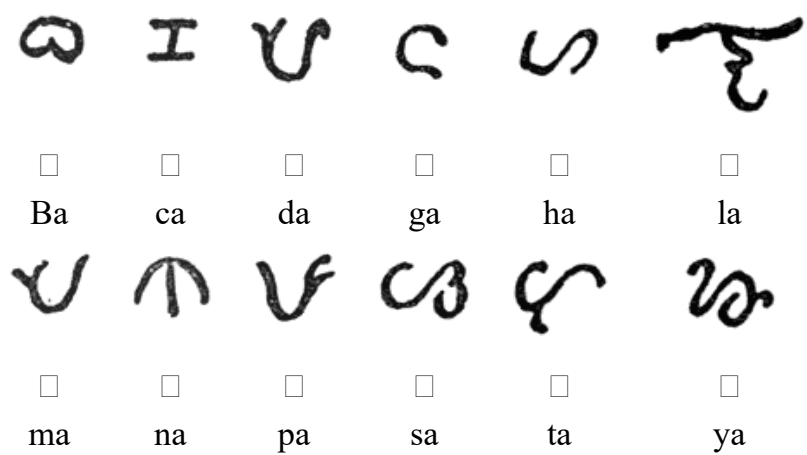 ᜊ ᜃ ᜇ ᜄ ᜑ ᜎ
□ □ □ □ □ □
Ba ca da ga ha la
ᜋ ᜈ ᜉ ᜐ ᜆ ᜌ
□ □ □ □ □ □
ma na pa sa ta ya